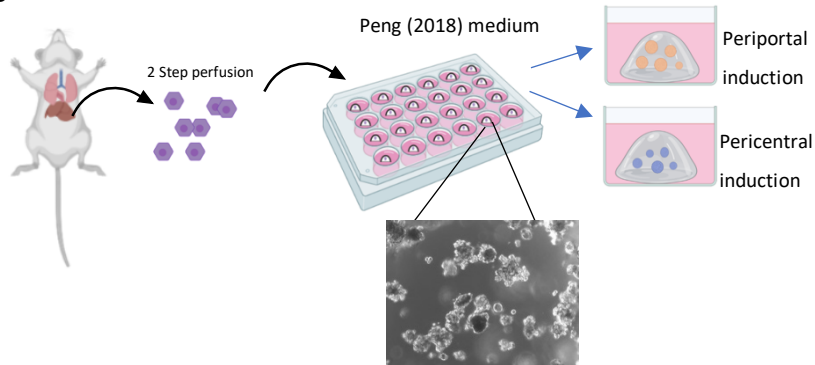 Peng (2018) medium
2 Step perfusion
Periportal
induction
Pericentral
induction